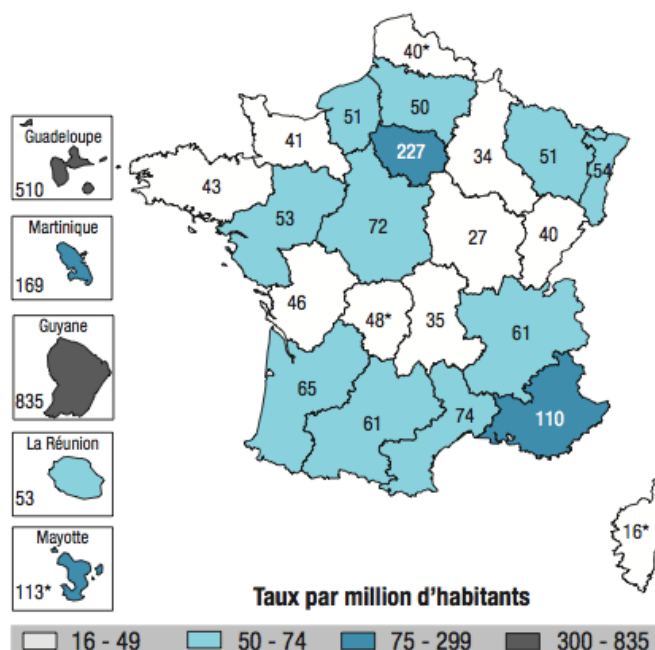 40*
51
50
41
227
34
51
54
43
53
72
27
40
46
48*
35
61
65
61
74
110
16*
Guadeloupe
510
Martinique
169
Guyane
835
La Réunion
53
Mayotte
113*
Taux par million d'habitants
16 - 49
50 - 74
75 - 299
300 - 835